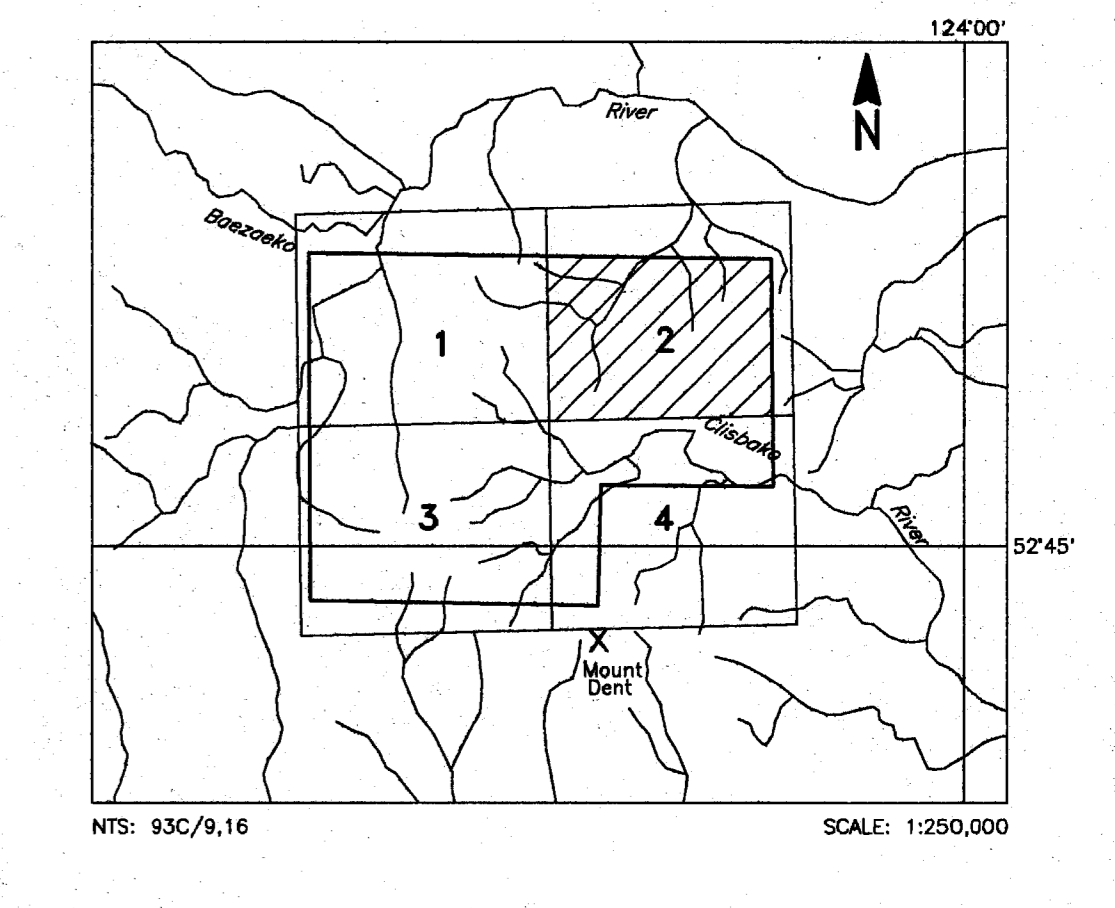 124°00'
River
N
Baezaeko
1
2
Clisbako
3
4
River
52°45'
X
Mount
Dent
NTS: 93C/9,16
SCALE: 1:250,000